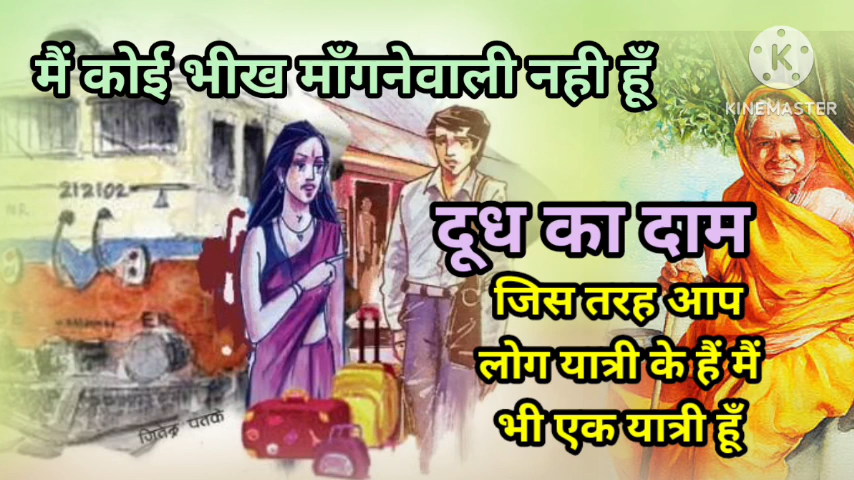 मैं कोई भीख माँगनेवाली नही हूँ
KINEMASTER
212102
दूध का दाम
जिस तरह आप
लोग यात्री के हैं मैं
भी एक यात्री हूँ